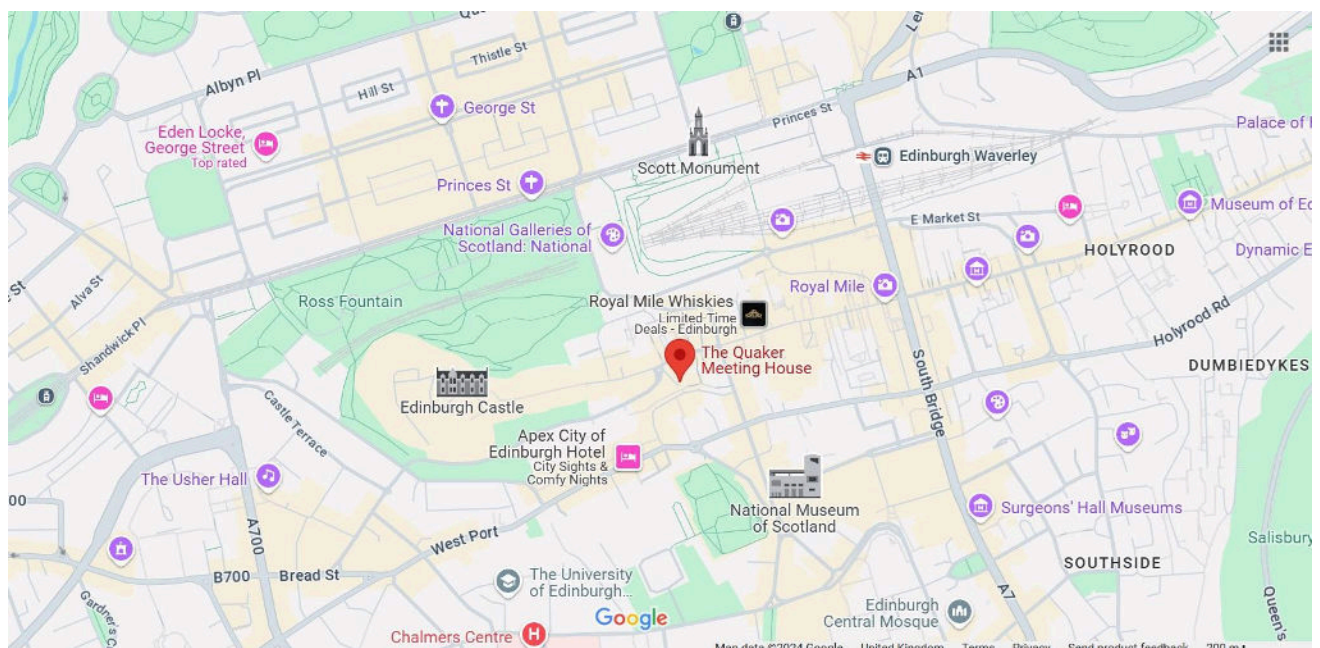 Thistle St
Albyn Pl
Hill St
George St
A1
Princes St
Eden Locke,
George Street
Top rated
Scott Monument
Edinburgh Waverley
Princes St
Museum of
E Market St
National Galleries of
Scotland: National
HOLYROOD
Dynamic
Alva St
Ross Fountain
Royal Mile
Royal Mile Whiskies
Limited Time
Deals - Edinburgh
Holyrood Rd
Shandwick Pl
The Quaker
Meeting House
South Bridge
DUMBIEDYKES
Edinburgh Castle
Castle Terrace
Apex City of
Edinburgh Hotel
City Sights &
Comfy Nights
The Usher Hall
National Museum
of Scotland
Surgeons' Hall Museums
A700
West Port
Salisbury
B700
Bread St
SOUTHSIDE
The University
of Edinburgh...
A7
Gardner's
Queen's
Google
Edinburgh
Central Mosque
Chalmers Centre
H
Map data ©2024 Google United Kingdom Terms Privacy Send product feedback 200 m